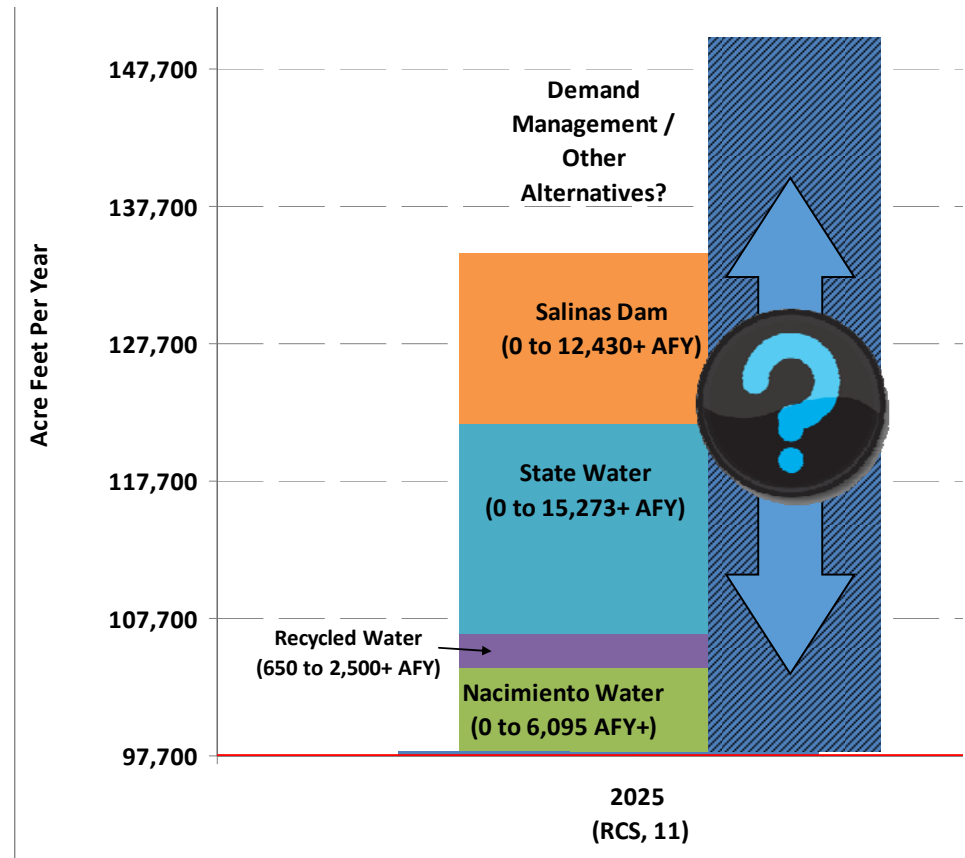 Acre Feet Per Year
147,700
137,700
127,700
117,700
107,700
97,700
Demand
Management /
Other
Alternatives?
Salinas Dam
(0 to 12,430+ AFY)
State Water
(0 to 15,273+ AFY)
Recycled Water
(650 to 2,500+ AFY)
Nacimiento Water
(0 to 6,095 AFY+)
?
2025
(RCS, 11)